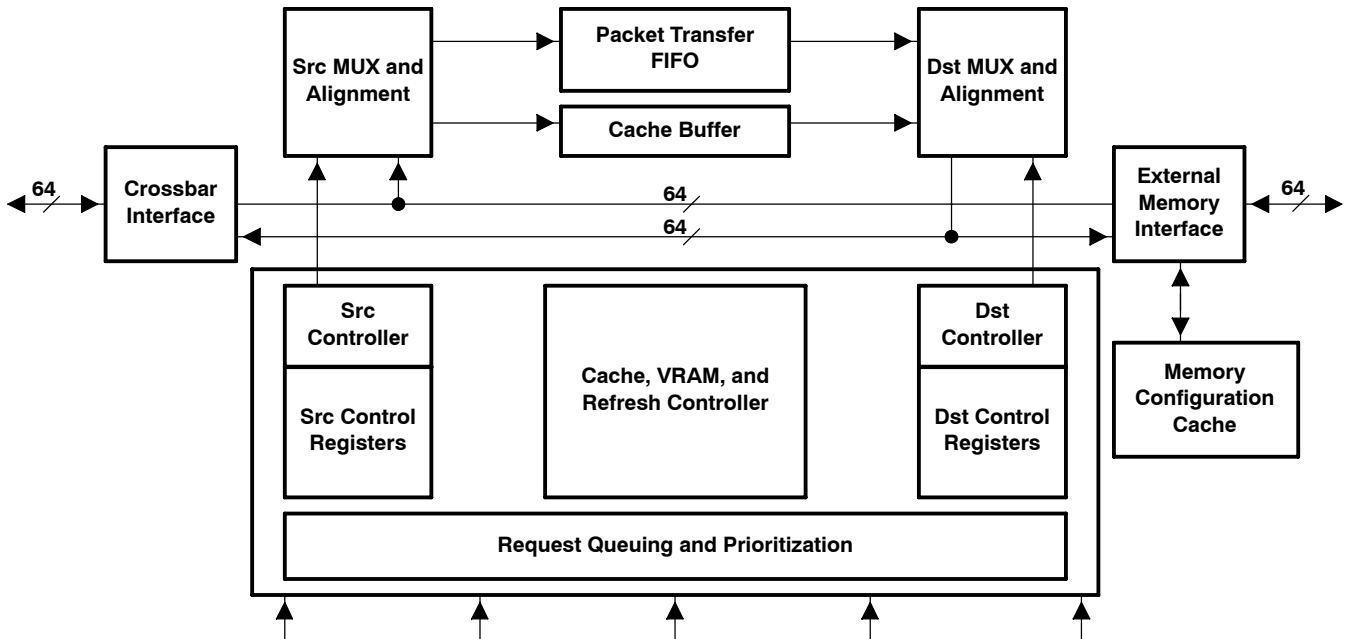 Packet Transfer
FIFO
Src MUX and
Alignment
Dst MUX and
Alignment
Cache Buffer
64
Crossbar
Interface
64
64
External
Memory
Interface
64
Src
Controller
Src Control
Registers
Cache, VRAM, and
Refresh Controller
Dst
Controller
Dst Control
Registers
Memory
Configuration
Cache
Request Queuing and Prioritization